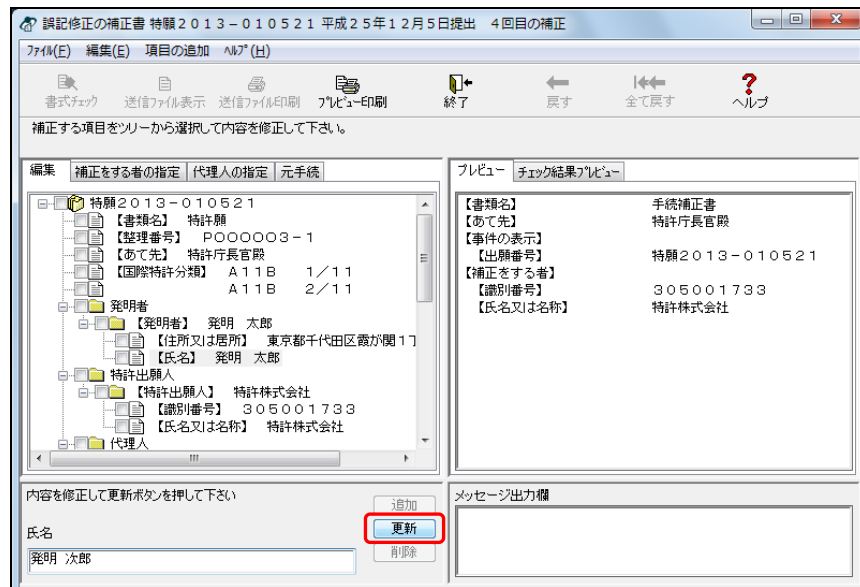 誤記修正の補正書 特願２０１３－０１０５２１ 平成２５年１２月５日提出　４回目の補正
ﾌｧｲﾙ(F)　編集(E)　項目の追加　ﾍﾙﾌﾟ(H)
書式ﾁｪｯｸ　送信ﾌｧｲﾙ表示　送信ﾌｧｲﾙ印刷　ﾌﾟﾚﾋﾞｭｰ印刷　終了　戻す　全て戻す　ヘルプ
補正する項目をツリーから選択して内容を修正して下さい。
編集　補正をする者の指定　代理人の指定　元手続
特願２０１３－０１０５２１
【書類名】　特許願
【整理番号】　Ｐ０００００３－１
【あて先】　特許庁長官殿
【国際特許分類】　Ａ１１Ｂ　１／１１
Ａ１１Ｂ　２／１１
発明者
【発明者】　発明 太郎
【住所又は居所】　東京都千代田区霞が関１丁
【氏名】　発明 太郎
特許出願人
【特許出願人】　特許株式会社
【識別番号】　３０５００１７３３
【氏名又は名称】　特許株式会社
代理人
プレビュー　チェック結果ﾌﾟﾚﾋﾞｭｰ
【書類名】　手続補正書
【あて先】　特許庁長官殿
【事件の表示】
【出願番号】　特願２０１３－０１０５２１
【補正をする者】
【識別番号】　３０５００１７３３
【氏名又は名称】　特許株式会社
内容を修正して更新ボタンを押して下さい
追加
更新
削除
氏名
発明 次郎
メッセージ出力欄